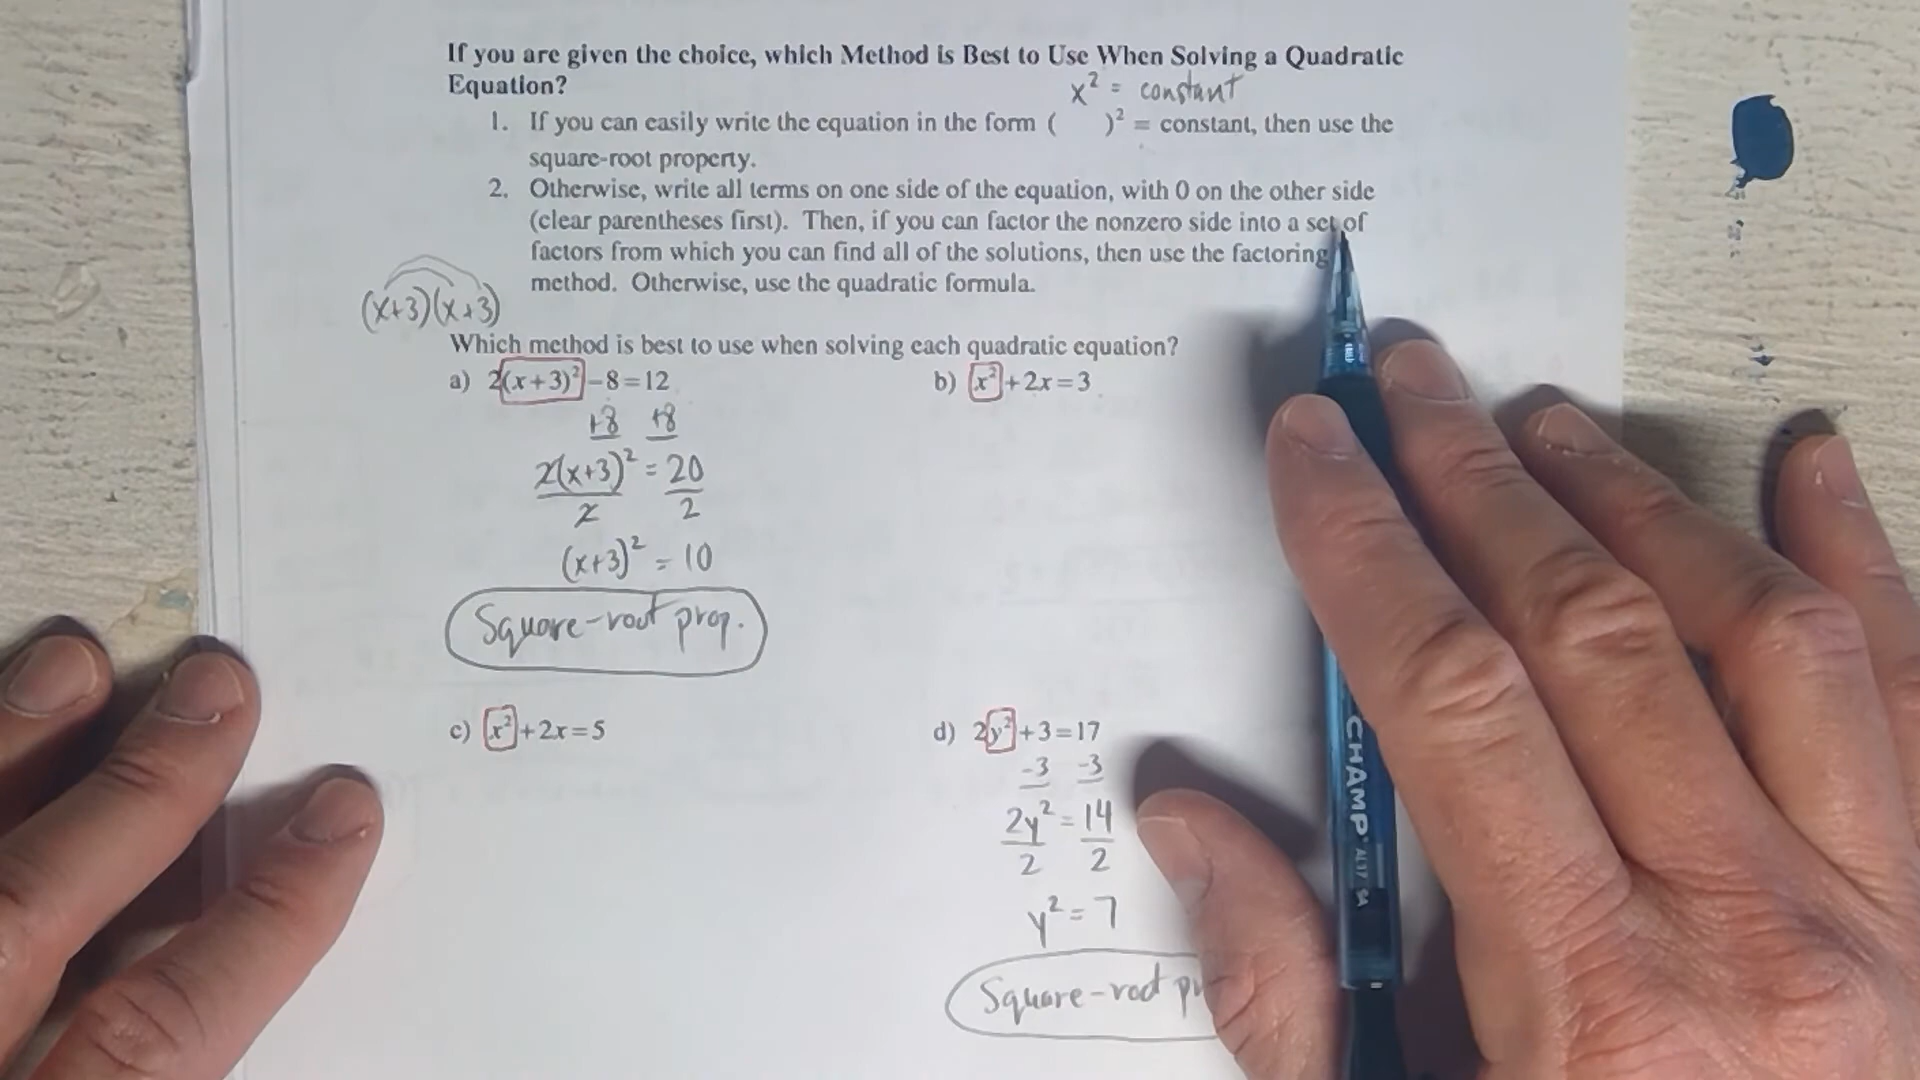 If you are given the choice, which Method is Best to Use When Solving a Quadratic
Equation?
x² = constant
1. If you can easily write the equation in the form ( )² = constant, then use the
square-root property.
2. Otherwise, write all terms on one side of the equation, with 0 on the other side
(clear parentheses first). Then, if you can factor the nonzero side into a set of
factors from which you can find all of the solutions, then use the factoring
method. Otherwise, use the quadratic formula.
(x+3)(x+3)
Which method is best to use when solving each quadratic equation?
a) 2(x+3)²−8=12
+8 +8
2(x+3)² = 20
2 2
(x+3)² = 10
Square-root prop.
b) x²+2x=3
c) x²+2x=5
d) 2y²+3=17
-3 -3
2y² = 14
2 2
y² = 7
Square-root
CHAMP AL17 SA